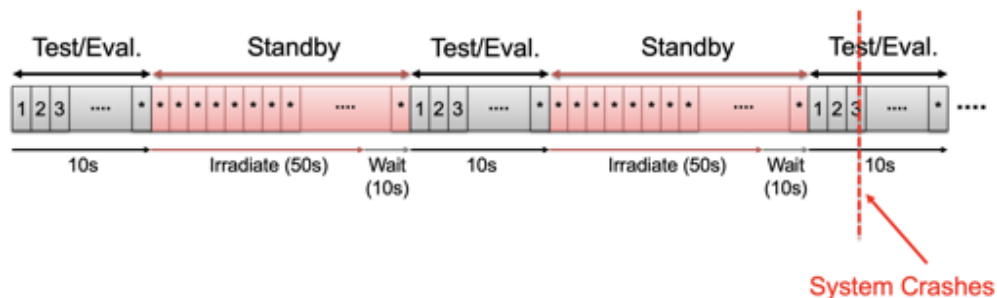 Test/Eval. Standby Test/Eval. Standby Test/Eval.
1 2 3 .... * * * * * * * * * .... * 1 2 3 .... * * * * * * * * * .... * 1 2 3 .... * ....
10s Irradiate (50s) Wait (10s) 10s Irradiate (50s) Wait (10s) 10s
System Crashes